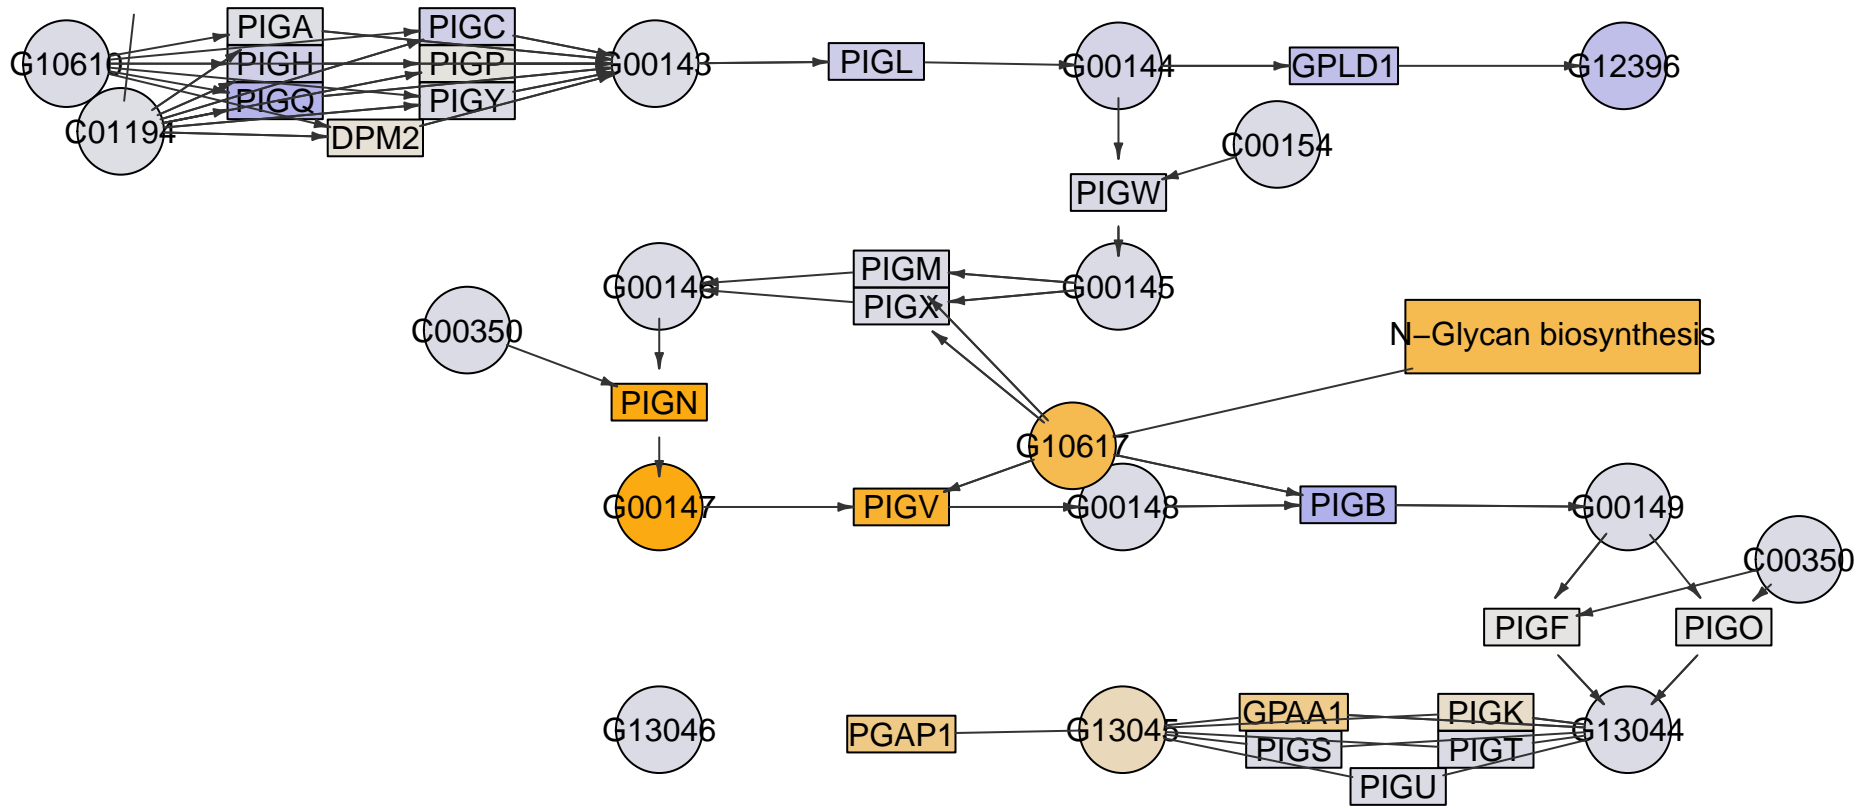 PIGA
PIGC
G10610
PIGH
PIGP
G00143
PIGL
G00144
GPLD1
G12396
PIGQ
PIGY
C01194
DPM2
C00154
PIGW
PIGM
G00146
G00145
PIGX
C00350
N−Glycan biosynthesis
PIGN
G10617
G00147
PIGV
G00148
PIGB
G00149
C00350
PIGF
PIGO
GPAA1
PIGK
G13046
PGAP1
G13045
G13044
PIGS
PIGT
PIGU